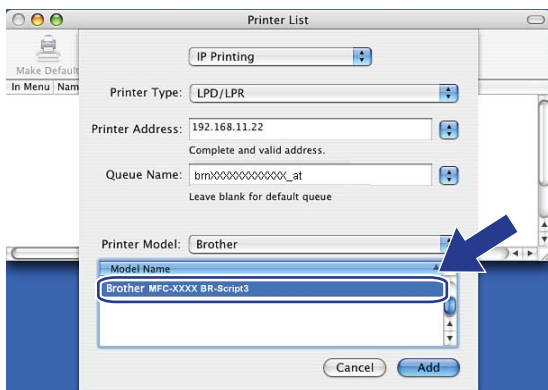 Printer List
IP Printing
Make Default
In Menu Nam
Printer Type: LPD/LPR
Printer Address: 192.168.11.22
Complete and valid address.
Queue Name: brnXXXXXXXXXXXX_at
Leave blank for default queue
Printer Model: Brother
Model Name
Brother MFC-XXXX BR-Script3
Cancel Add